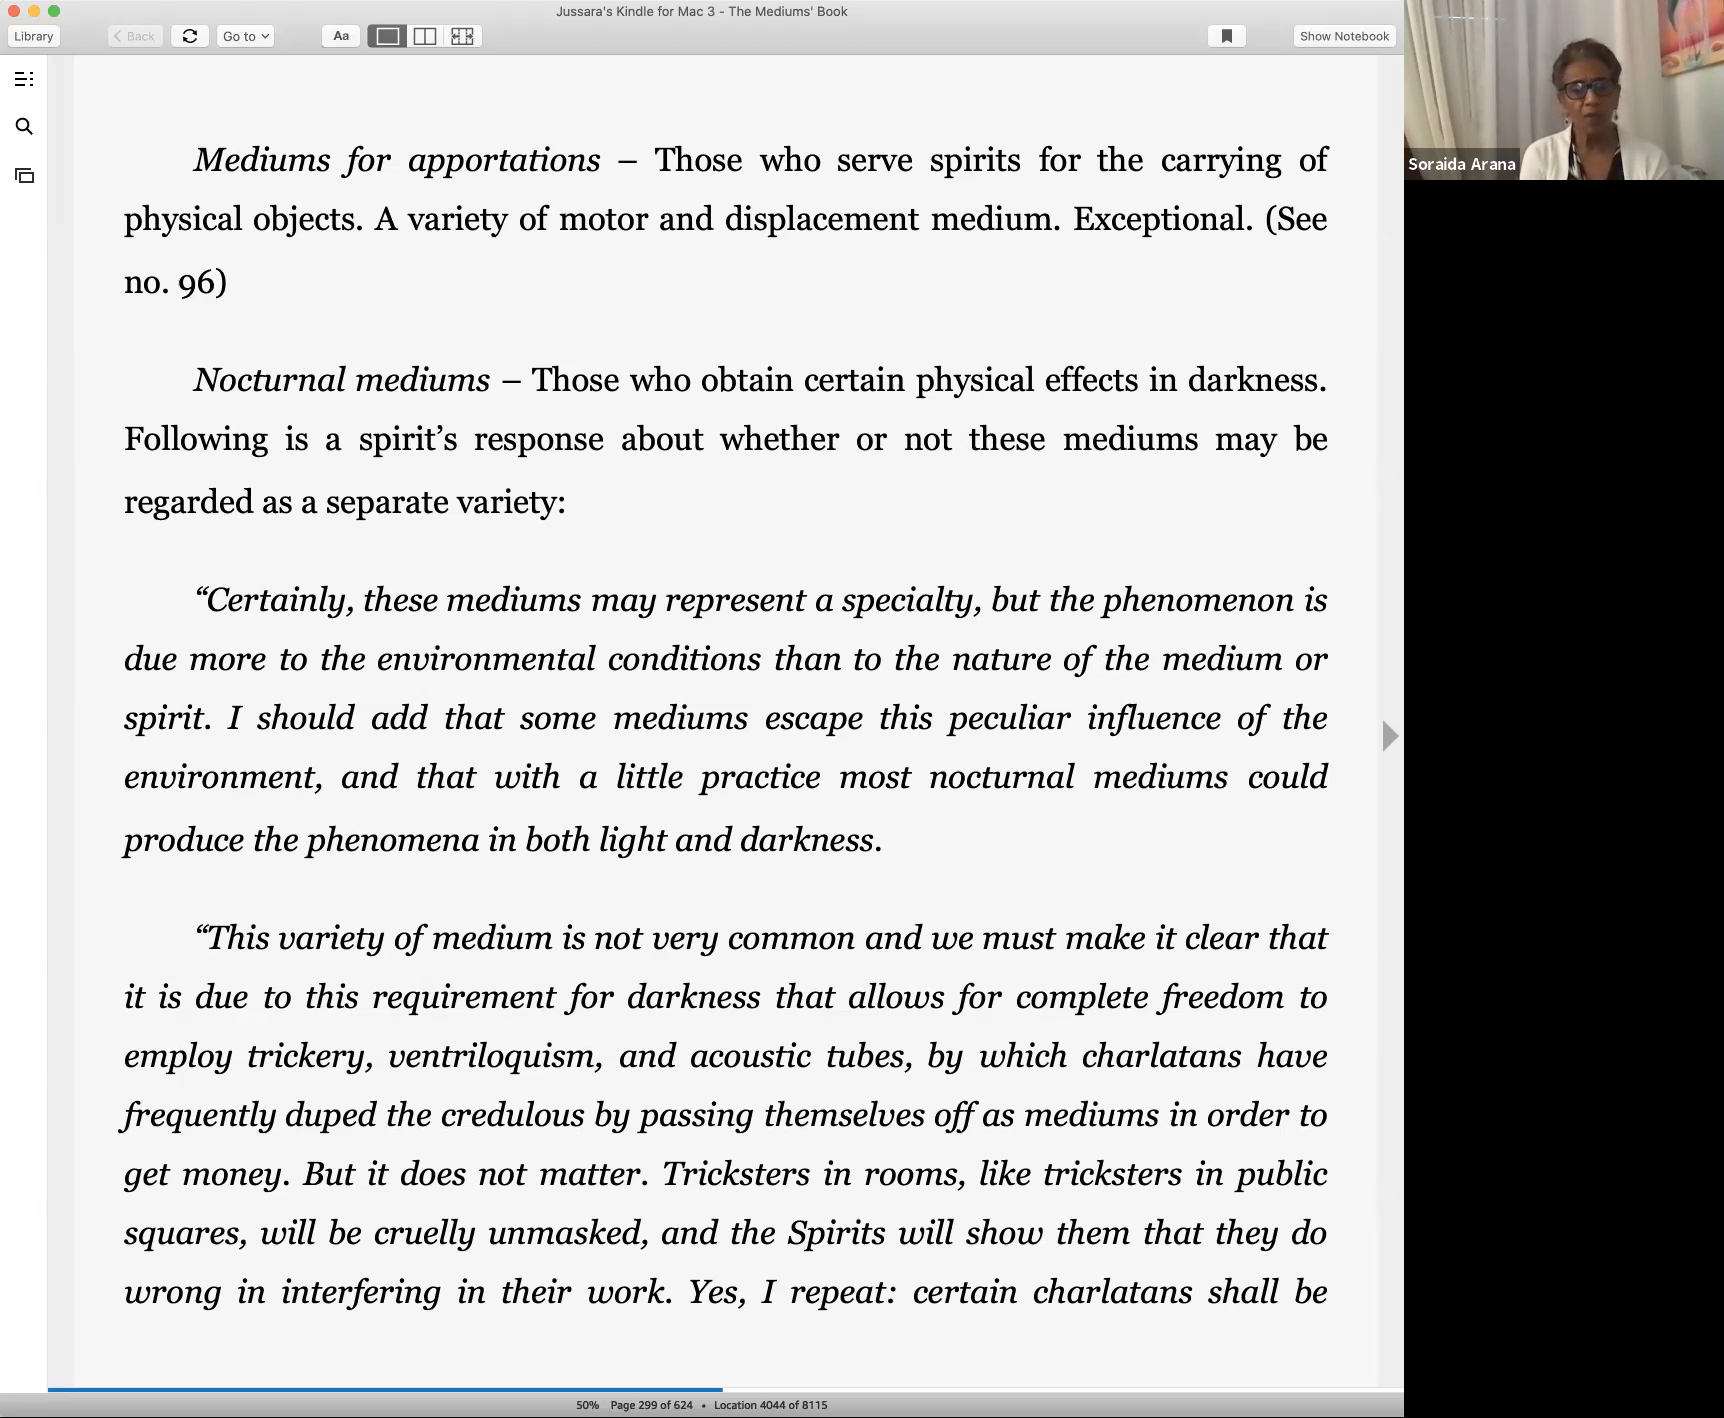 Jussara's Kindle for Mac 3 - The Mediums' Book
Library
Back
Go to
Aa
Show Notebook
Mediums for apportations – Those who serve spirits for the carrying of
physical objects. A variety of motor and displacement medium. Exceptional. (See
no. 96)
Nocturnal mediums – Those who obtain certain physical effects in darkness.
Following is a spirit’s response about whether or not these mediums may be
regarded as a separate variety:
“Certainly, these mediums may represent a specialty, but the phenomenon is
due more to the environmental conditions than to the nature of the medium or
spirit. I should add that some mediums escape this peculiar influence of the
environment, and that with a little practice most nocturnal mediums could
produce the phenomena in both light and darkness.
“This variety of medium is not very common and we must make it clear that
it is due to this requirement for darkness that allows for complete freedom to
employ trickery, ventriloquism, and acoustic tubes, by which charlatans have
frequently duped the credulous by passing themselves off as mediums in order to
get money. But it does not matter. Tricksters in rooms, like tricksters in public
squares, will be cruelly unmasked, and the Spirits will show them that they do
wrong in interfering in their work. Yes, I repeat: certain charlatans shall be
50% Page 299 of 624 • Location 4044 of 8115
Soraida Arana